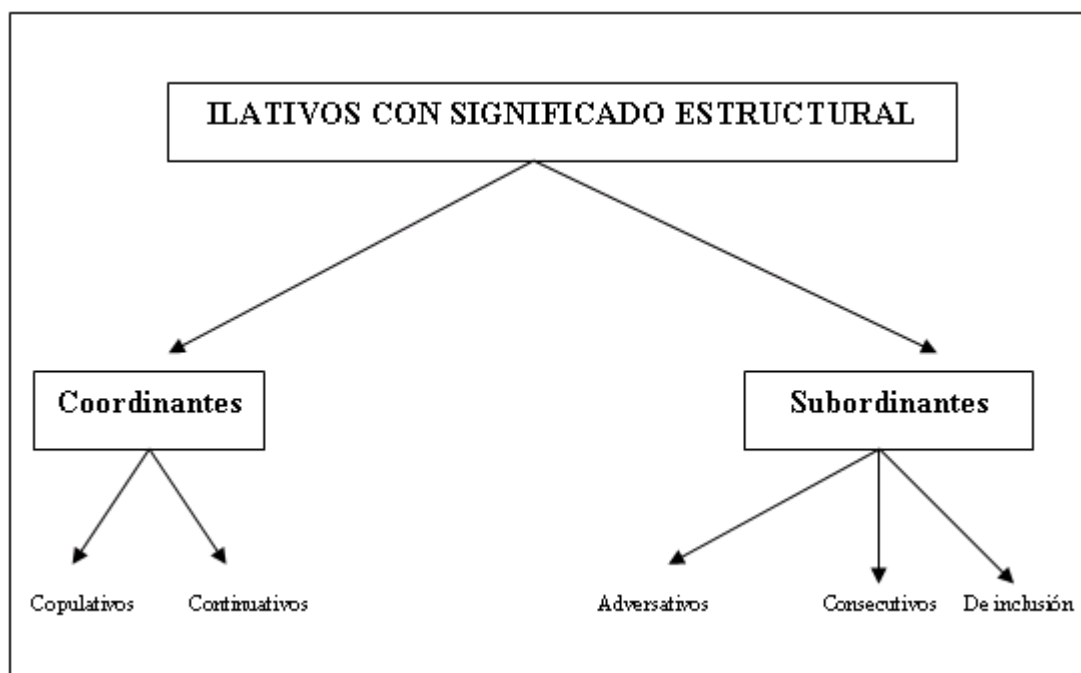 ILATIVOS CON SIGNIFICADO ESTRUCTURAL
Coordinantes
Subordinantes
Copulativos
Continuativos
Adversativos
Consecutivos
De inclusión